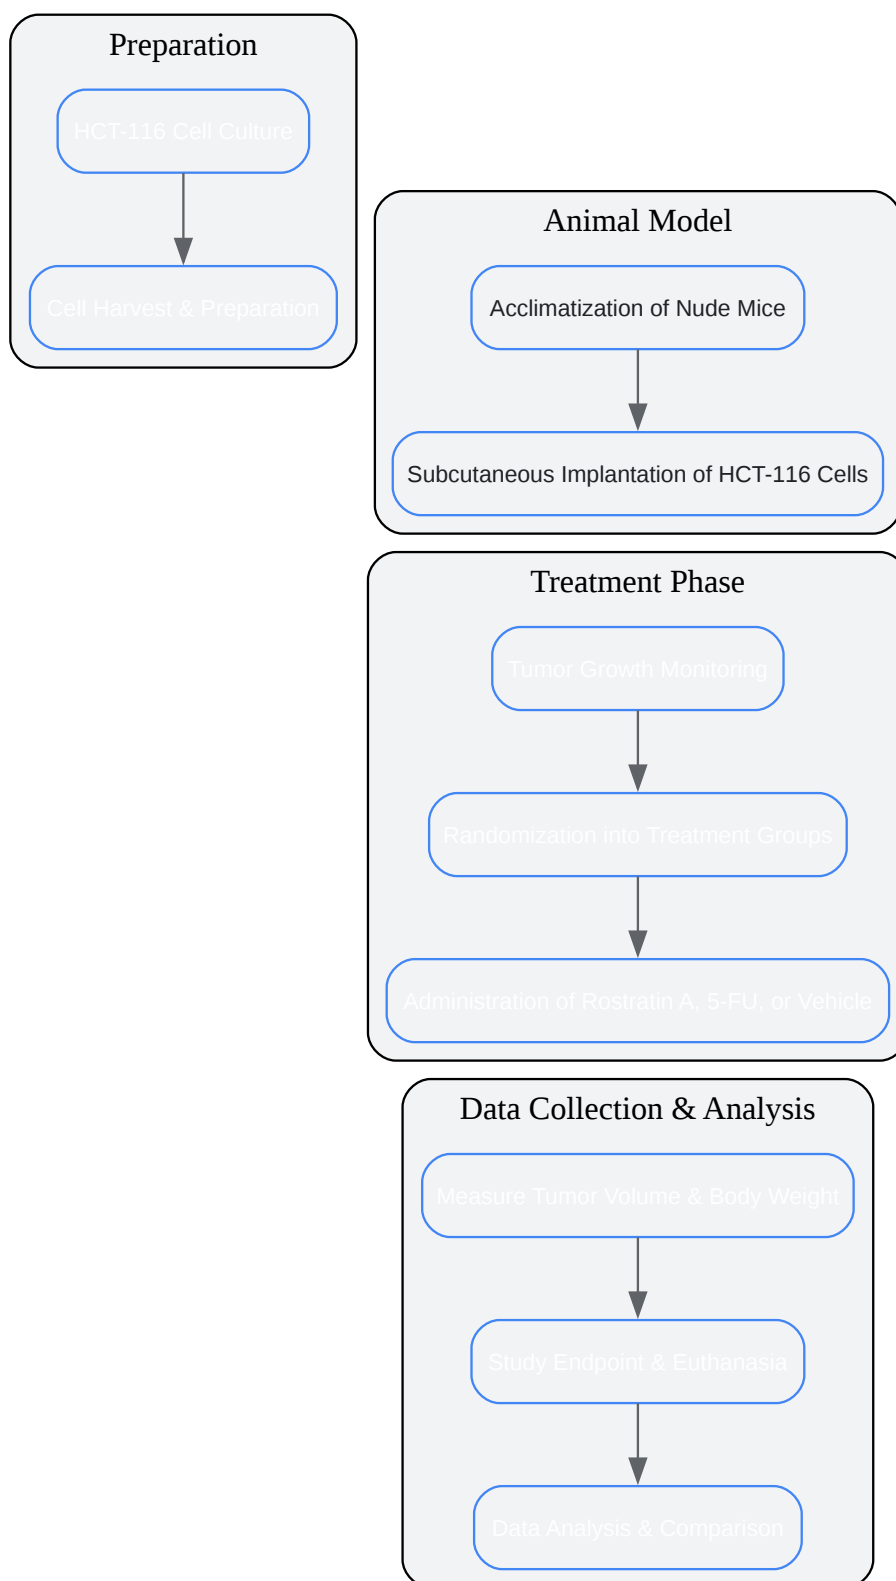 Preparation
HCT-116 Cell Culture
Cell Harvest & Preparation
Animal Model
Acclimatization of Nude Mice
Subcutaneous Implantation of HCT-116 Cells
Treatment Phase
Tumor Growth Monitoring
Randomization into Treatment Groups
Administration of Rostratin A, 5-FU, or Vehicle
Data Collection & Analysis
Measure Tumor Volume & Body Weight
Study Endpoint & Euthanasia
Data Analysis & Comparison